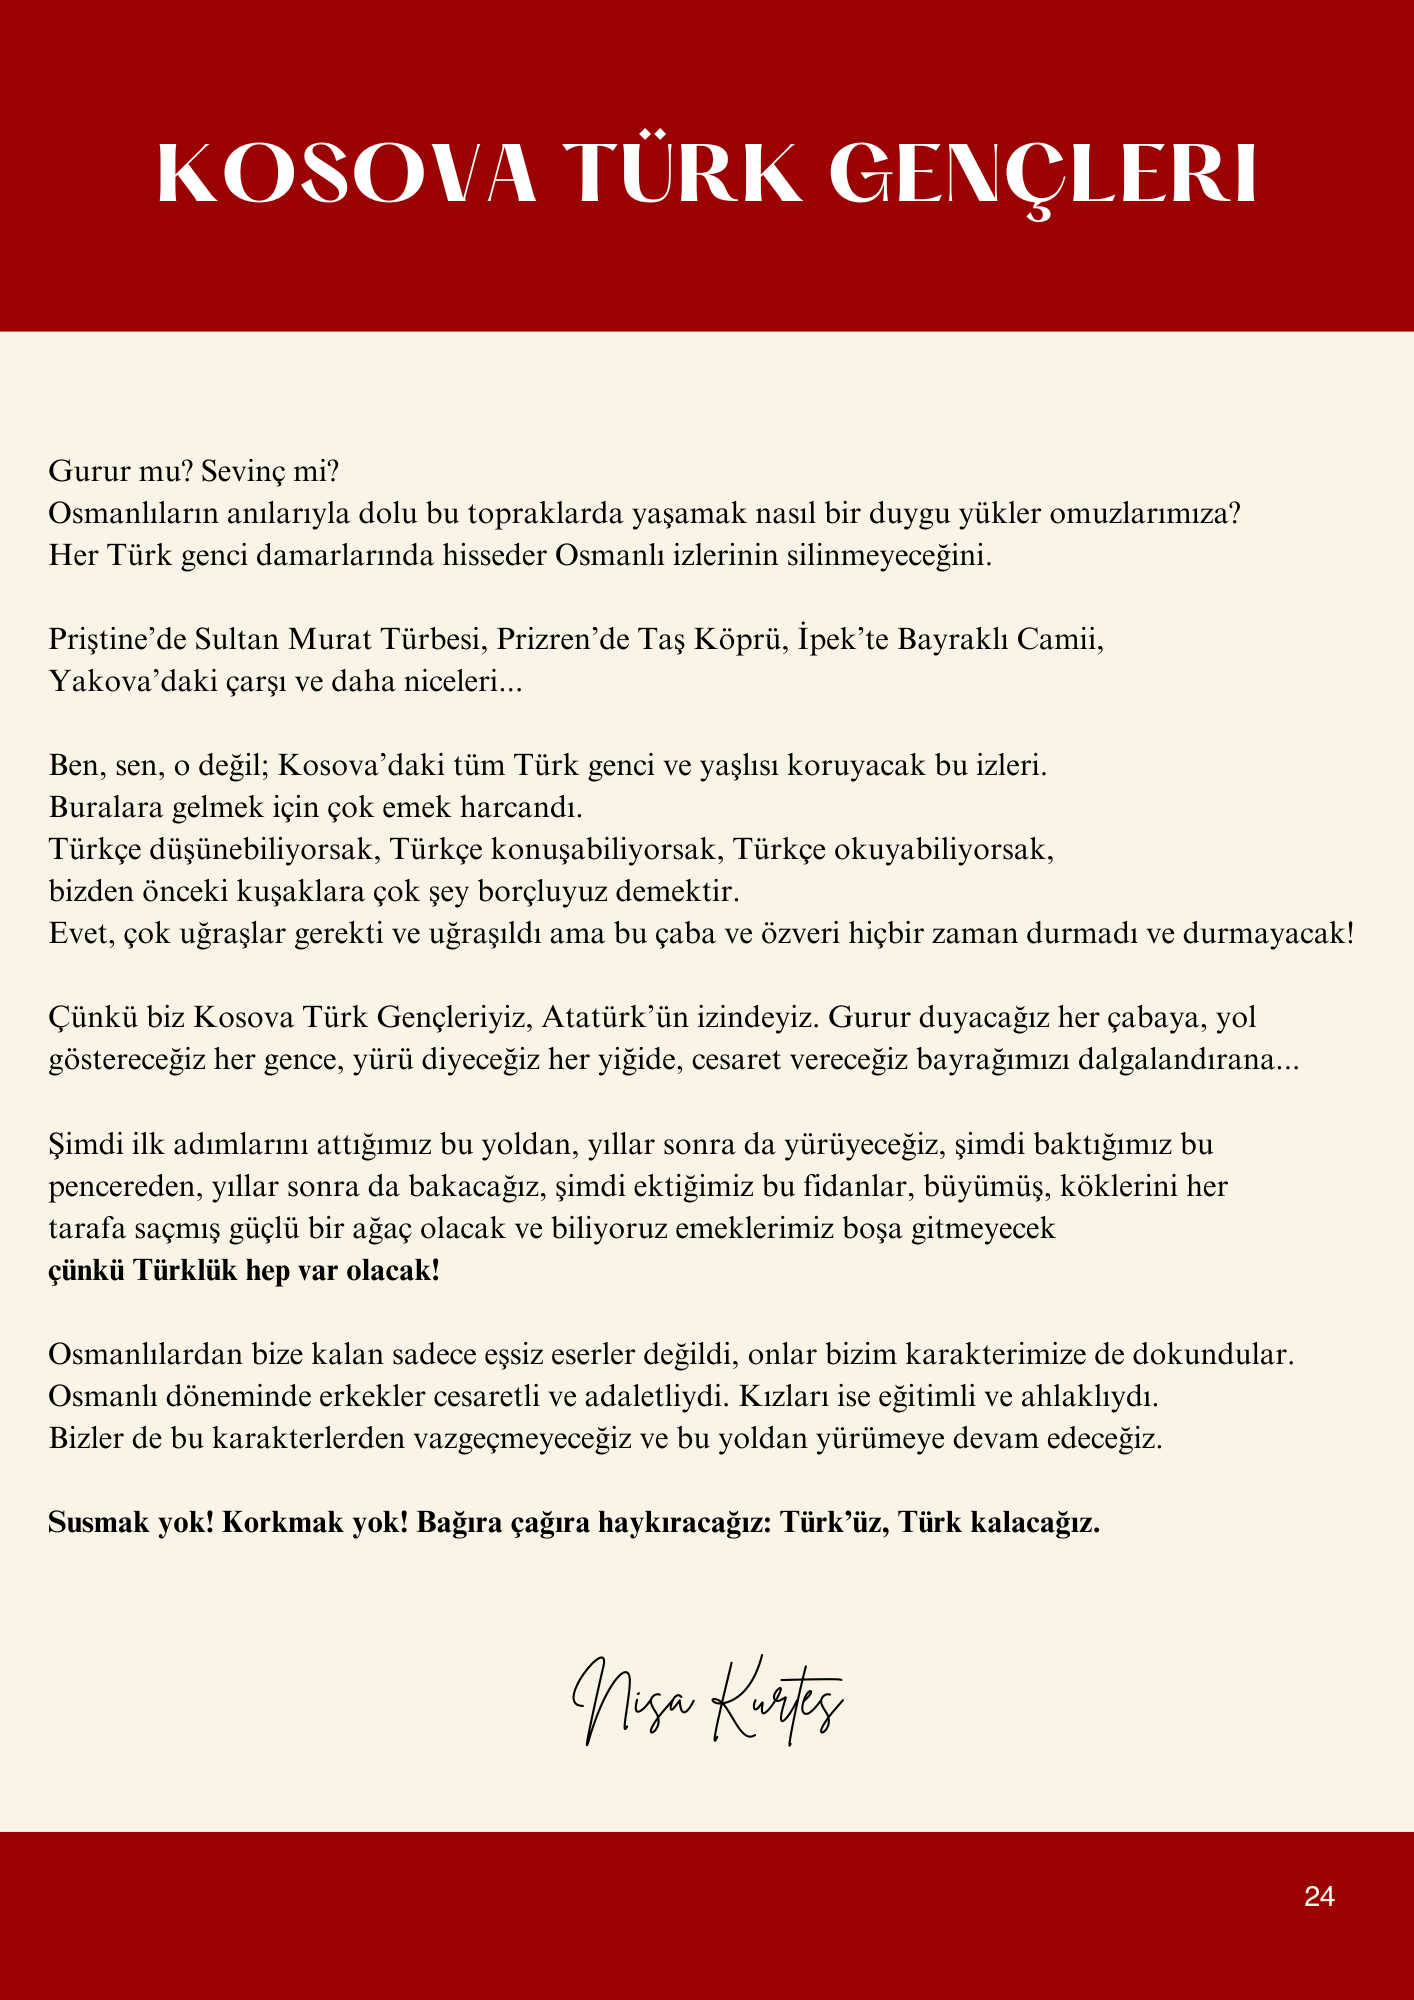 KOSOVA TÜRK GENÇLERI
Gurur mu? Sevinç mi?
Osmanlıların anılarıyla dolu bu topraklarda yaşamak nasıl bir duygu yükler omuzlarımıza?
Her Türk genci damarlarında hisseder Osmanlı izlerinin silinmeyeceğini.
Priştine’de Sultan Murat Türbesi, Prizren’de Taş Köprü, İpek’te Bayraklı Camii,
Yakova’daki çarşı ve daha niceleri...
Ben, sen, o değil; Kosova’daki tüm Türk genci ve yaşlısı koruyacak bu izleri.
Buralara gelmek için çok emek harcandı.
Türkçe düşünebiliyorsak, Türkçe konuşabiliyorsak, Türkçe okuyabiliyorsak,
bizden önceki kuşaklara çok şey borçluyuz demektir.
Evet, çok uğraşlar gerekti ve uğraşıldı ama bu çaba ve özveri hiçbir zaman durmadı ve durmayacak!
Çünkü biz Kosova Türk Gençleriyiz, Atatürk’ün izindeyiz. Gurur duyacağız her çabaya, yol
göstereceğiz her gence, yürü diyeceğiz her yiğide, cesaret vereceğiz bayrağımızı dalgalandırana...
Şimdi ilk adımlarını attığımız bu yoldan, yıllar sonra da yürüyeceğiz, şimdi baktığımız bu
pencereden, yıllar sonra da bakacağız, şimdi ektiğimiz bu fidanlar, büyümüş, köklerini her
tarafa saçmış güçlü bir ağaç olacak ve biliyoruz emeklerimiz boşa gitmeyecek
çünkü Türklük hep var olacak!
Osmanlılardan bize kalan sadece eşsiz eserler değildi, onlar bizim karakterimize de dokundular.
Osmanlı döneminde erkekler cesaretli ve adaletliydi. Kızları ise eğitimli ve ahlaklıydı.
Bizler de bu karakterlerden vazgeçmeyeceğiz ve bu yoldan yürümeye devam edeceğiz.
Susmak yok! Korkmak yok! Bağıra çağıra haykıracağız: Türk’üz, Türk kalacağız.
Nisa Kurtes
24